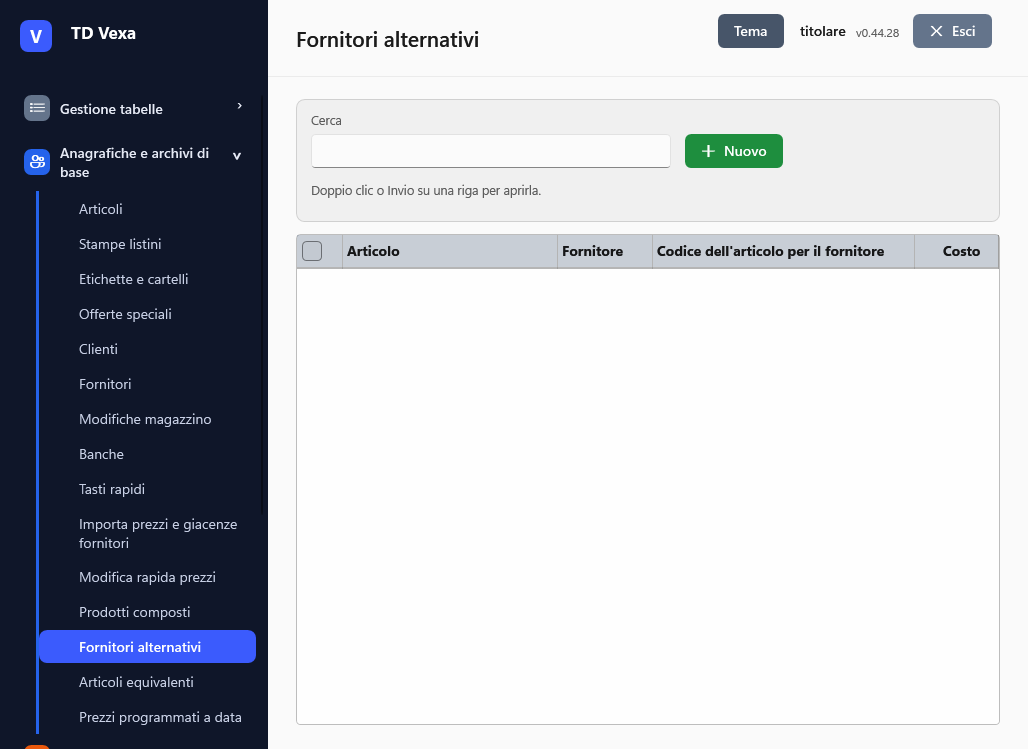 V
TD Vexa
Gestione tabelle
Anagrafiche e archivi di
base
Articoli
Stampe listini
Etichette e cartelli
Offerte speciali
Clienti
Fornitori
Modifiche magazzino
Banche
Tasti rapidi
Importa prezzi e giacenze
fornitori
Modifica rapida prezzi
Prodotti composti
Fornitori alternativi
Articoli equivalenti
Prezzi programmati a data
Fornitori alternativi
Tema
titolare
v0.44.28
Esci
Cerca
Nuovo
Doppio clic o Invio su una riga per aprirla.
Articolo
Fornitore
Codice dell'articolo per il fornitore
Costo